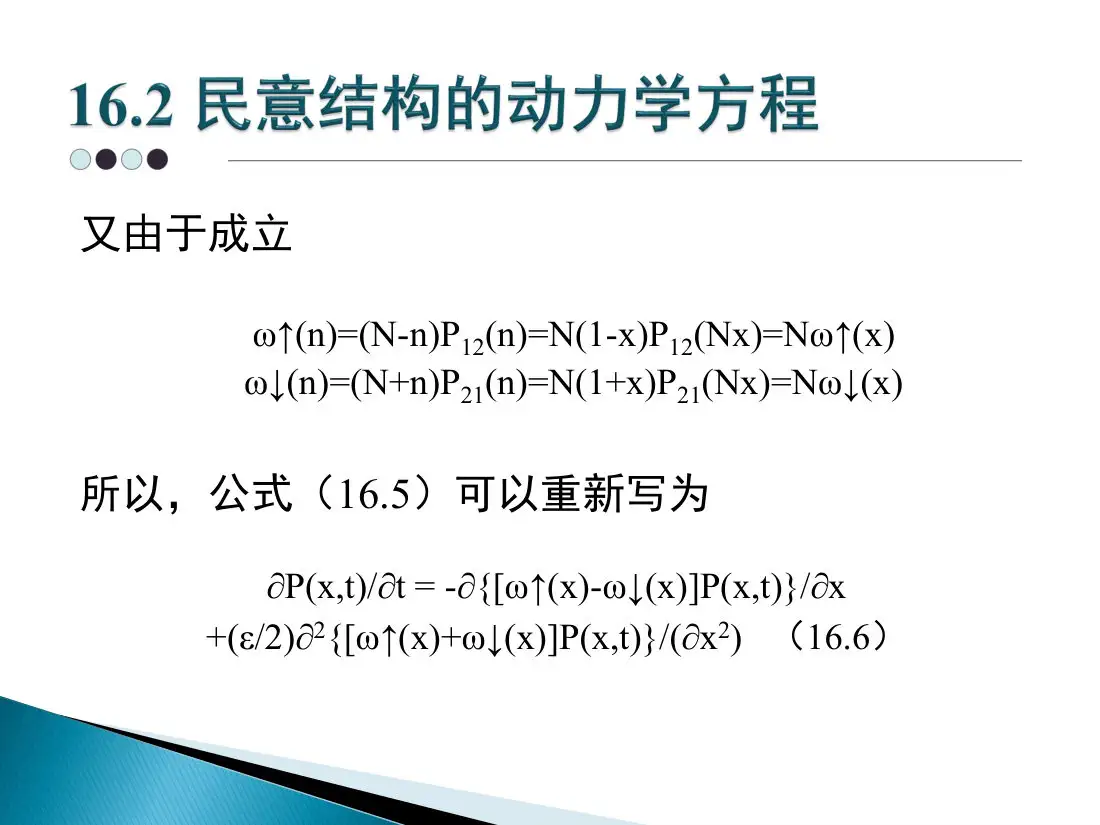 16.2 民意结构的动力学方程
又由于成立
ω↑(n)=(N-n)P₁₂(n)=N(1-x)P₁₂(Nx)=Nω↑(x)
ω↓(n)=(N+n)P₂₁(n)=N(1+x)P₂₁(Nx)=Nω↓(x)
所以，公式（16.5）可以重新写为
∂P(x,t)/∂t = -∂{[ω↑(x)-ω↓(x)]P(x,t)}/∂x
+(ε/2)∂²{[ω↑(x)+ω↓(x)]P(x,t)}/(∂x²) （16.6）